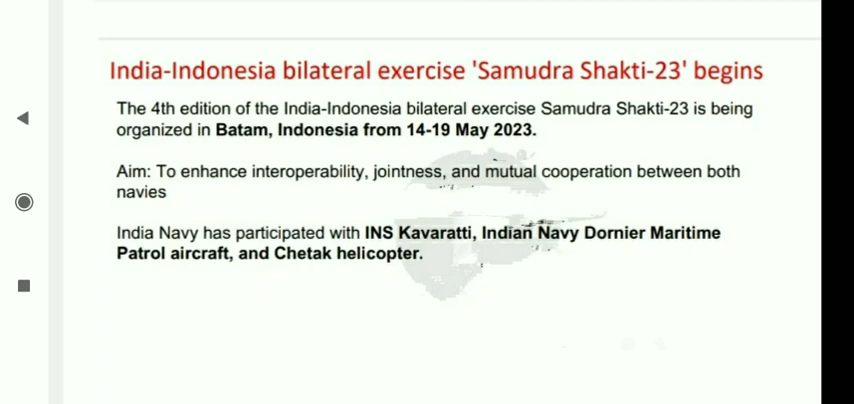 India-Indonesia bilateral exercise 'Samudra Shakti-23' begins
The 4th edition of the India-Indonesia bilateral exercise Samudra Shakti-23 is being
organized in Batam, Indonesia from 14-19 May 2023.
Aim: To enhance interoperability, jointness, and mutual cooperation between both
navies
India Navy has participated with INS Kavaratti, Indian Navy Dornier Maritime
Patrol aircraft, and Chetak helicopter.